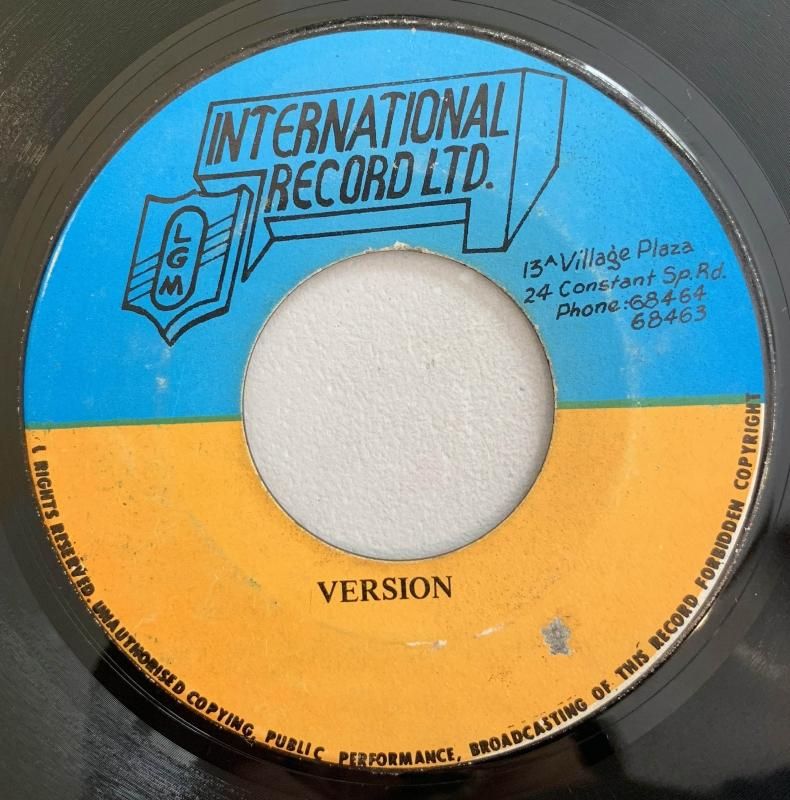 INTERNATIONAL
RECORD LTD.
LGM
13A Village Plaza
24 Constant Sp. Rd.
Phone: 68464
68463
VERSION
RIGHTS RESERVED UNAUTHORISED COPYING, PUBLIC PERFORMANCE, BROADCASTING OF THIS RECORD FORBIDDEN COPYRIGHT